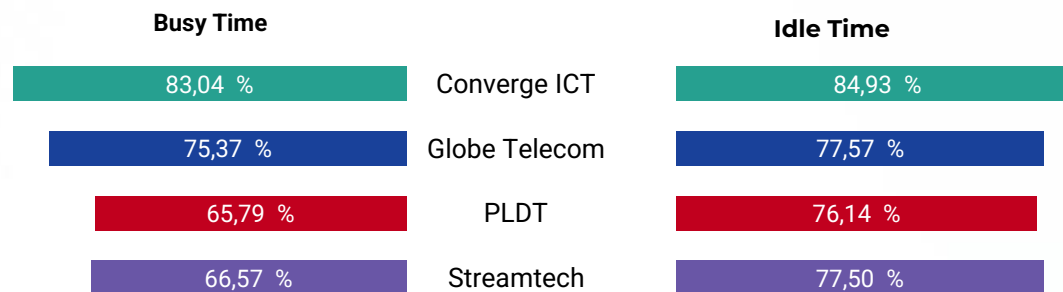 Busy Time Idle Time
83,04 % Converge ICT 84,93 %
75,37 % Globe Telecom 77,57 %
65,79 % PLDT 76,14 %
66,57 % Streamtech 77,50 %